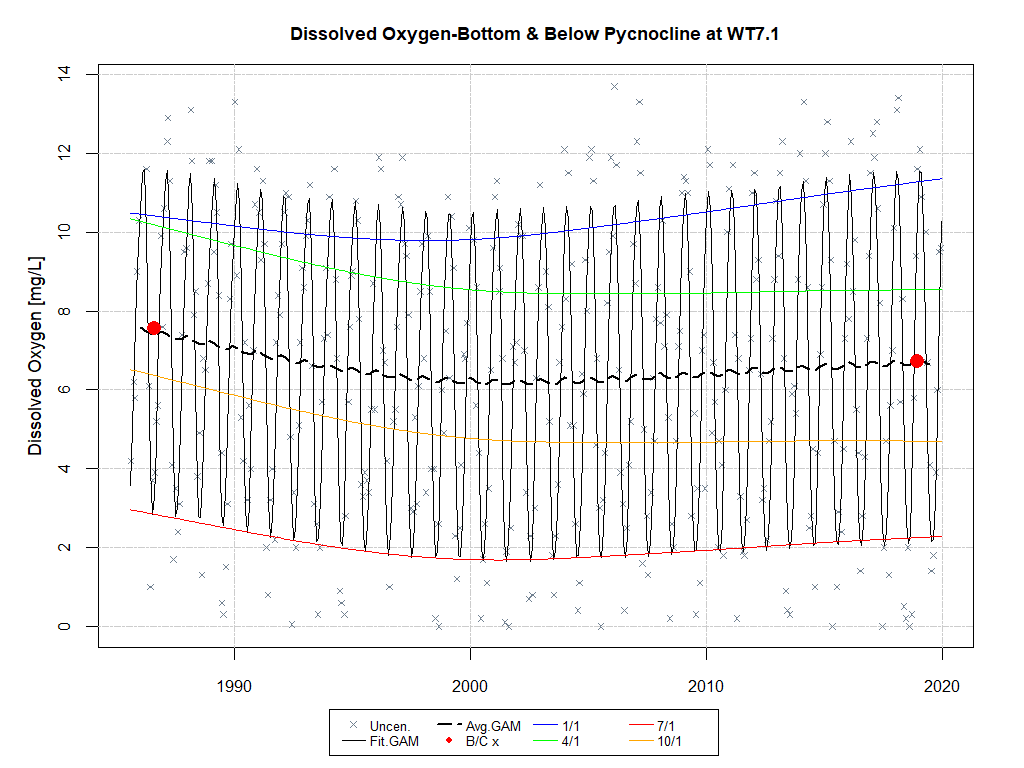 Dissolved Oxygen-Bottom & Below Pycnocline at WT7.1
Dissolved Oxygen [mg/L]
14
12
10
8
6
4
2
0
1990 2000 2010 2020
Uncen. Avg.GAM 1/1 7/1
Fit.GAM B/C x 4/1 10/1